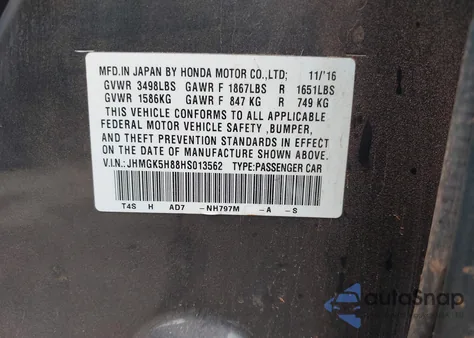 MFD.IN JAPAN BY HONDA MOTOR CO.,LTD; 11/'16
GVWR 3498LBS GAWR F 1867LBS R 1651LBS
GVWR 1586KG GAWR F 847 KG R 749 KG
THIS VEHICLE CONFORMS TO ALL APPLICABLE
FEDERAL MOTOR VEHICLE SAFETY ,BUMPER,
AND THEFT PREVENTION STANDARDS IN EFFECT
ON THE DATE OF MANUFACTURE SHOWN ABOVE.
V.I.N.:JHMGK5H88HS013562 TYPE:PASSENGER CAR
T4S H AD7 -NH797M -A -S
autoSnap